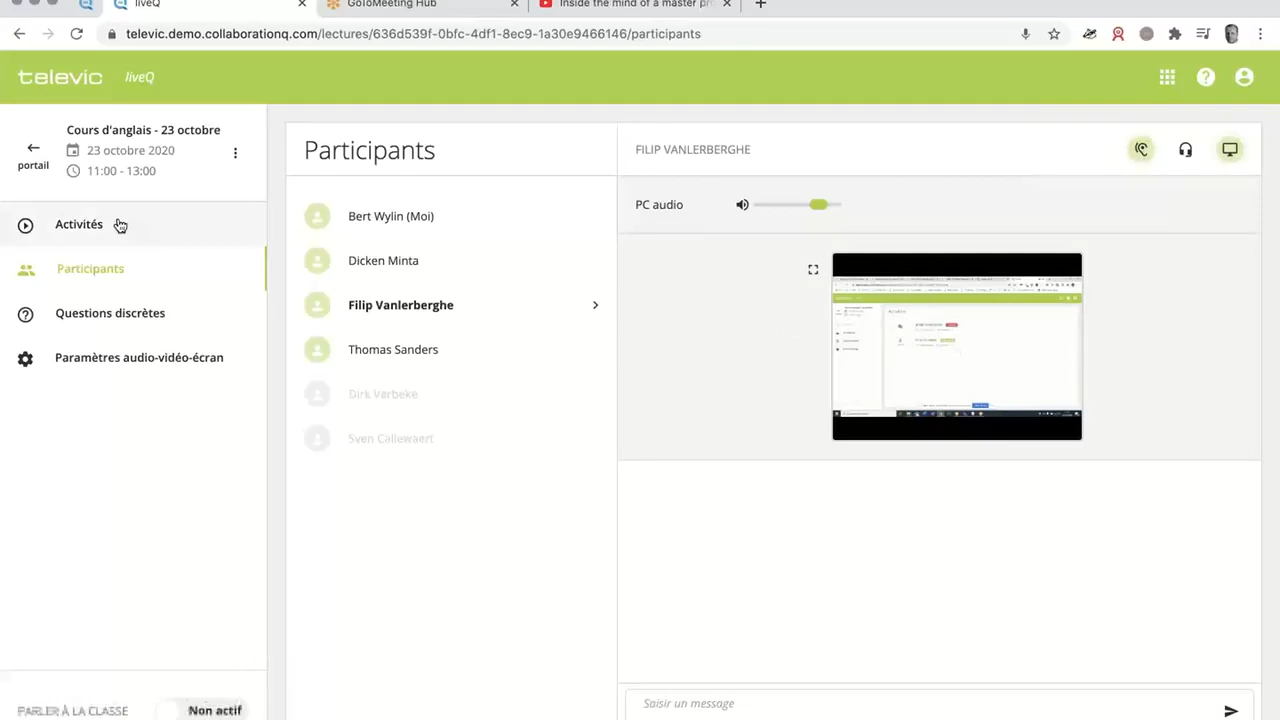 liveQ
GoToMeeting Hub
Inside the mind of a master pr
televic.demo.collaborationq.com/lectures/636d539f-0bfc-4df1-8ec9-1a30e9466146/participants
televic liveQ
portail
Cours d'anglais - 23 octobre
23 octobre 2020
11:00 - 13:00
Activités
Participants
Questions discrètes
Paramètres audio-vidéo-écran
PARLER À LA CLASSE Non actif
Participants
Bert Wylin (Moi)
Dicken Minta
Filip Vanlerberghe
Thomas Sanders
Dirk Verbeke
Sven Callewaert
FILIP VANLERBERGHE
PC audio
Saisir un message